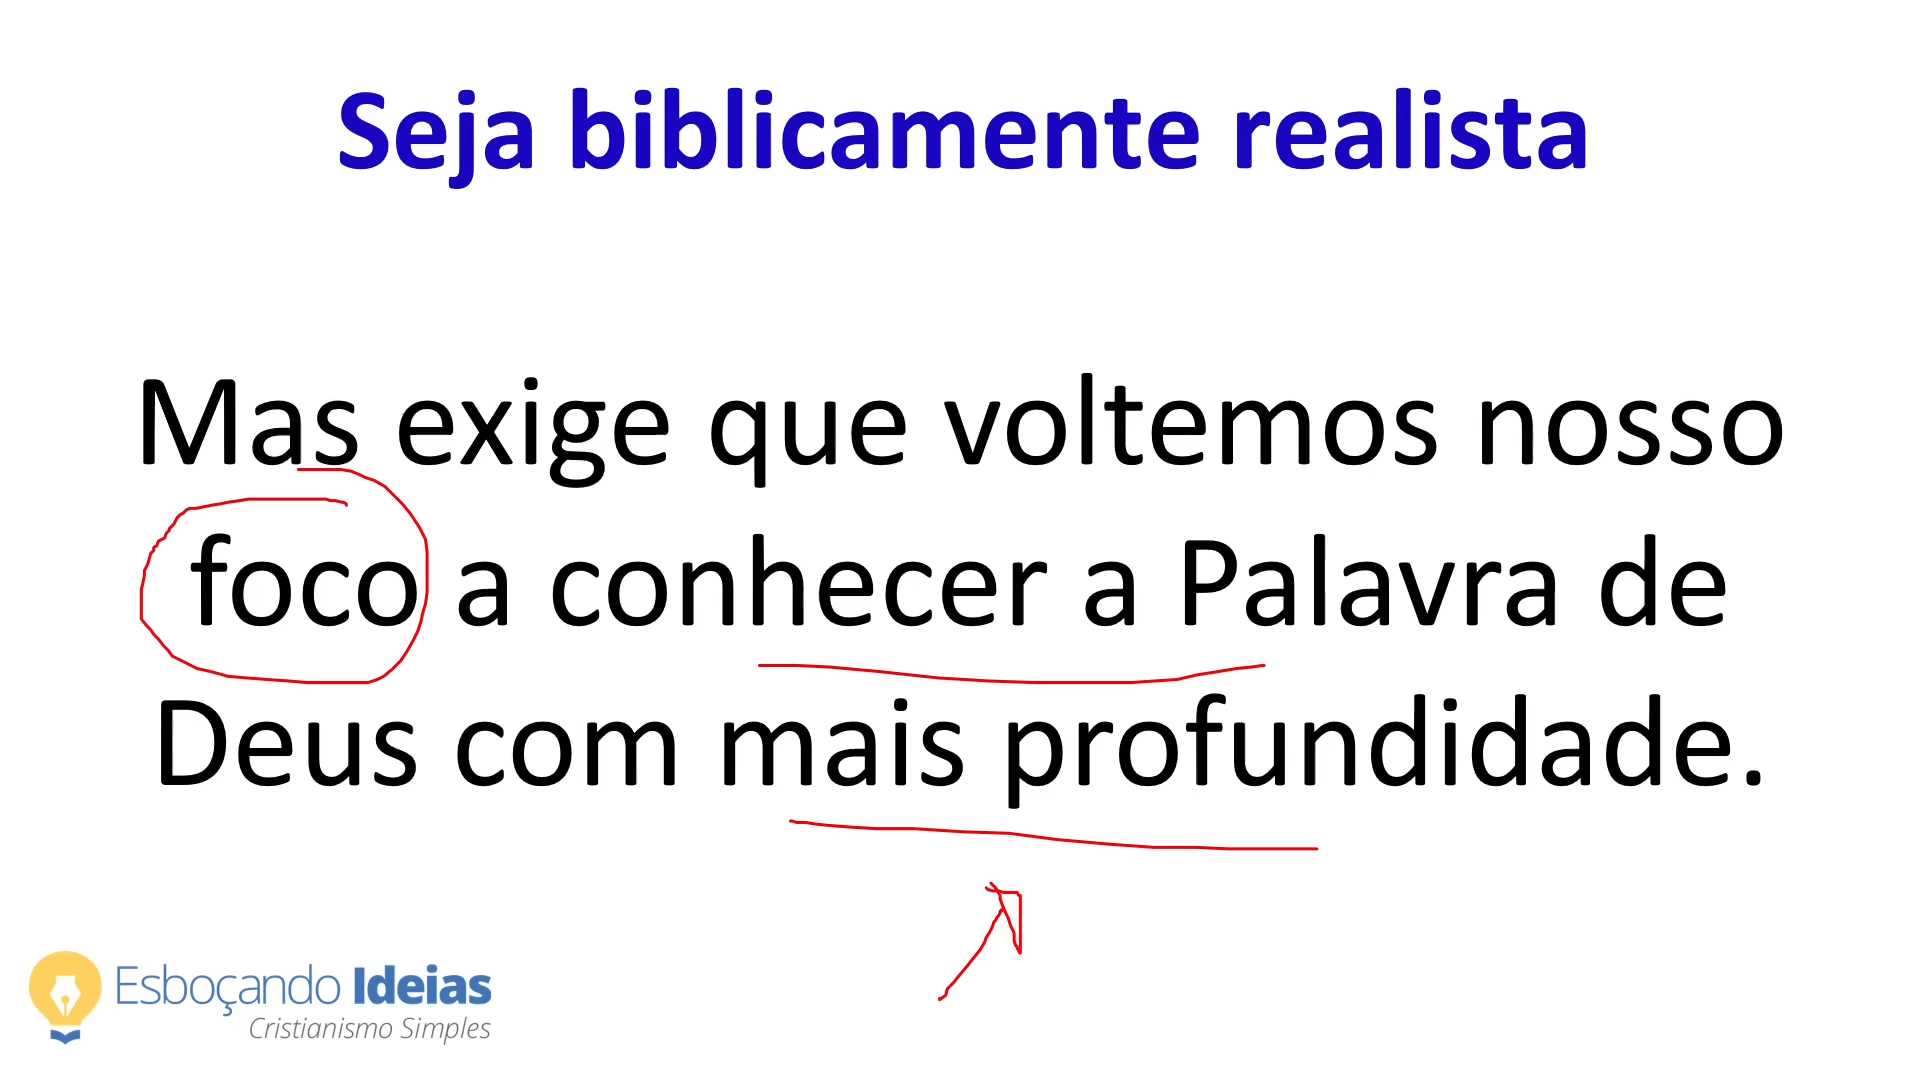 Seja biblicamente realista
Mas exige que voltemos nosso
foco a conhecer a Palavra de
Deus com mais profundidade.
Esboçando Ideias
Cristianismo Simples